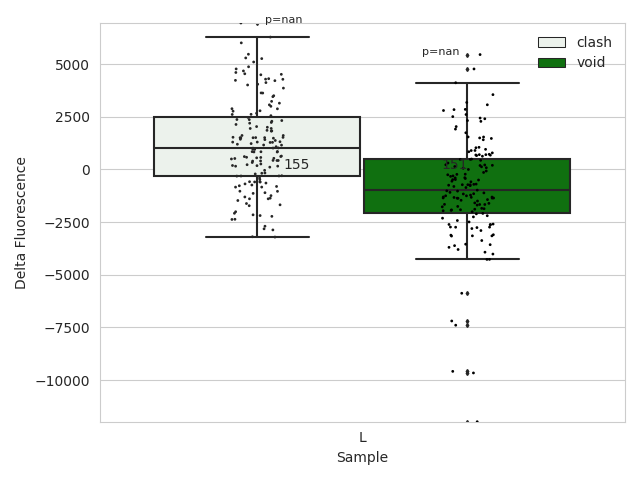 p=nan
p=nan
clash
void
5000
2500
0
−2500
−5000
−7500
−10000
155
Delta Fluorescence
L
Sample